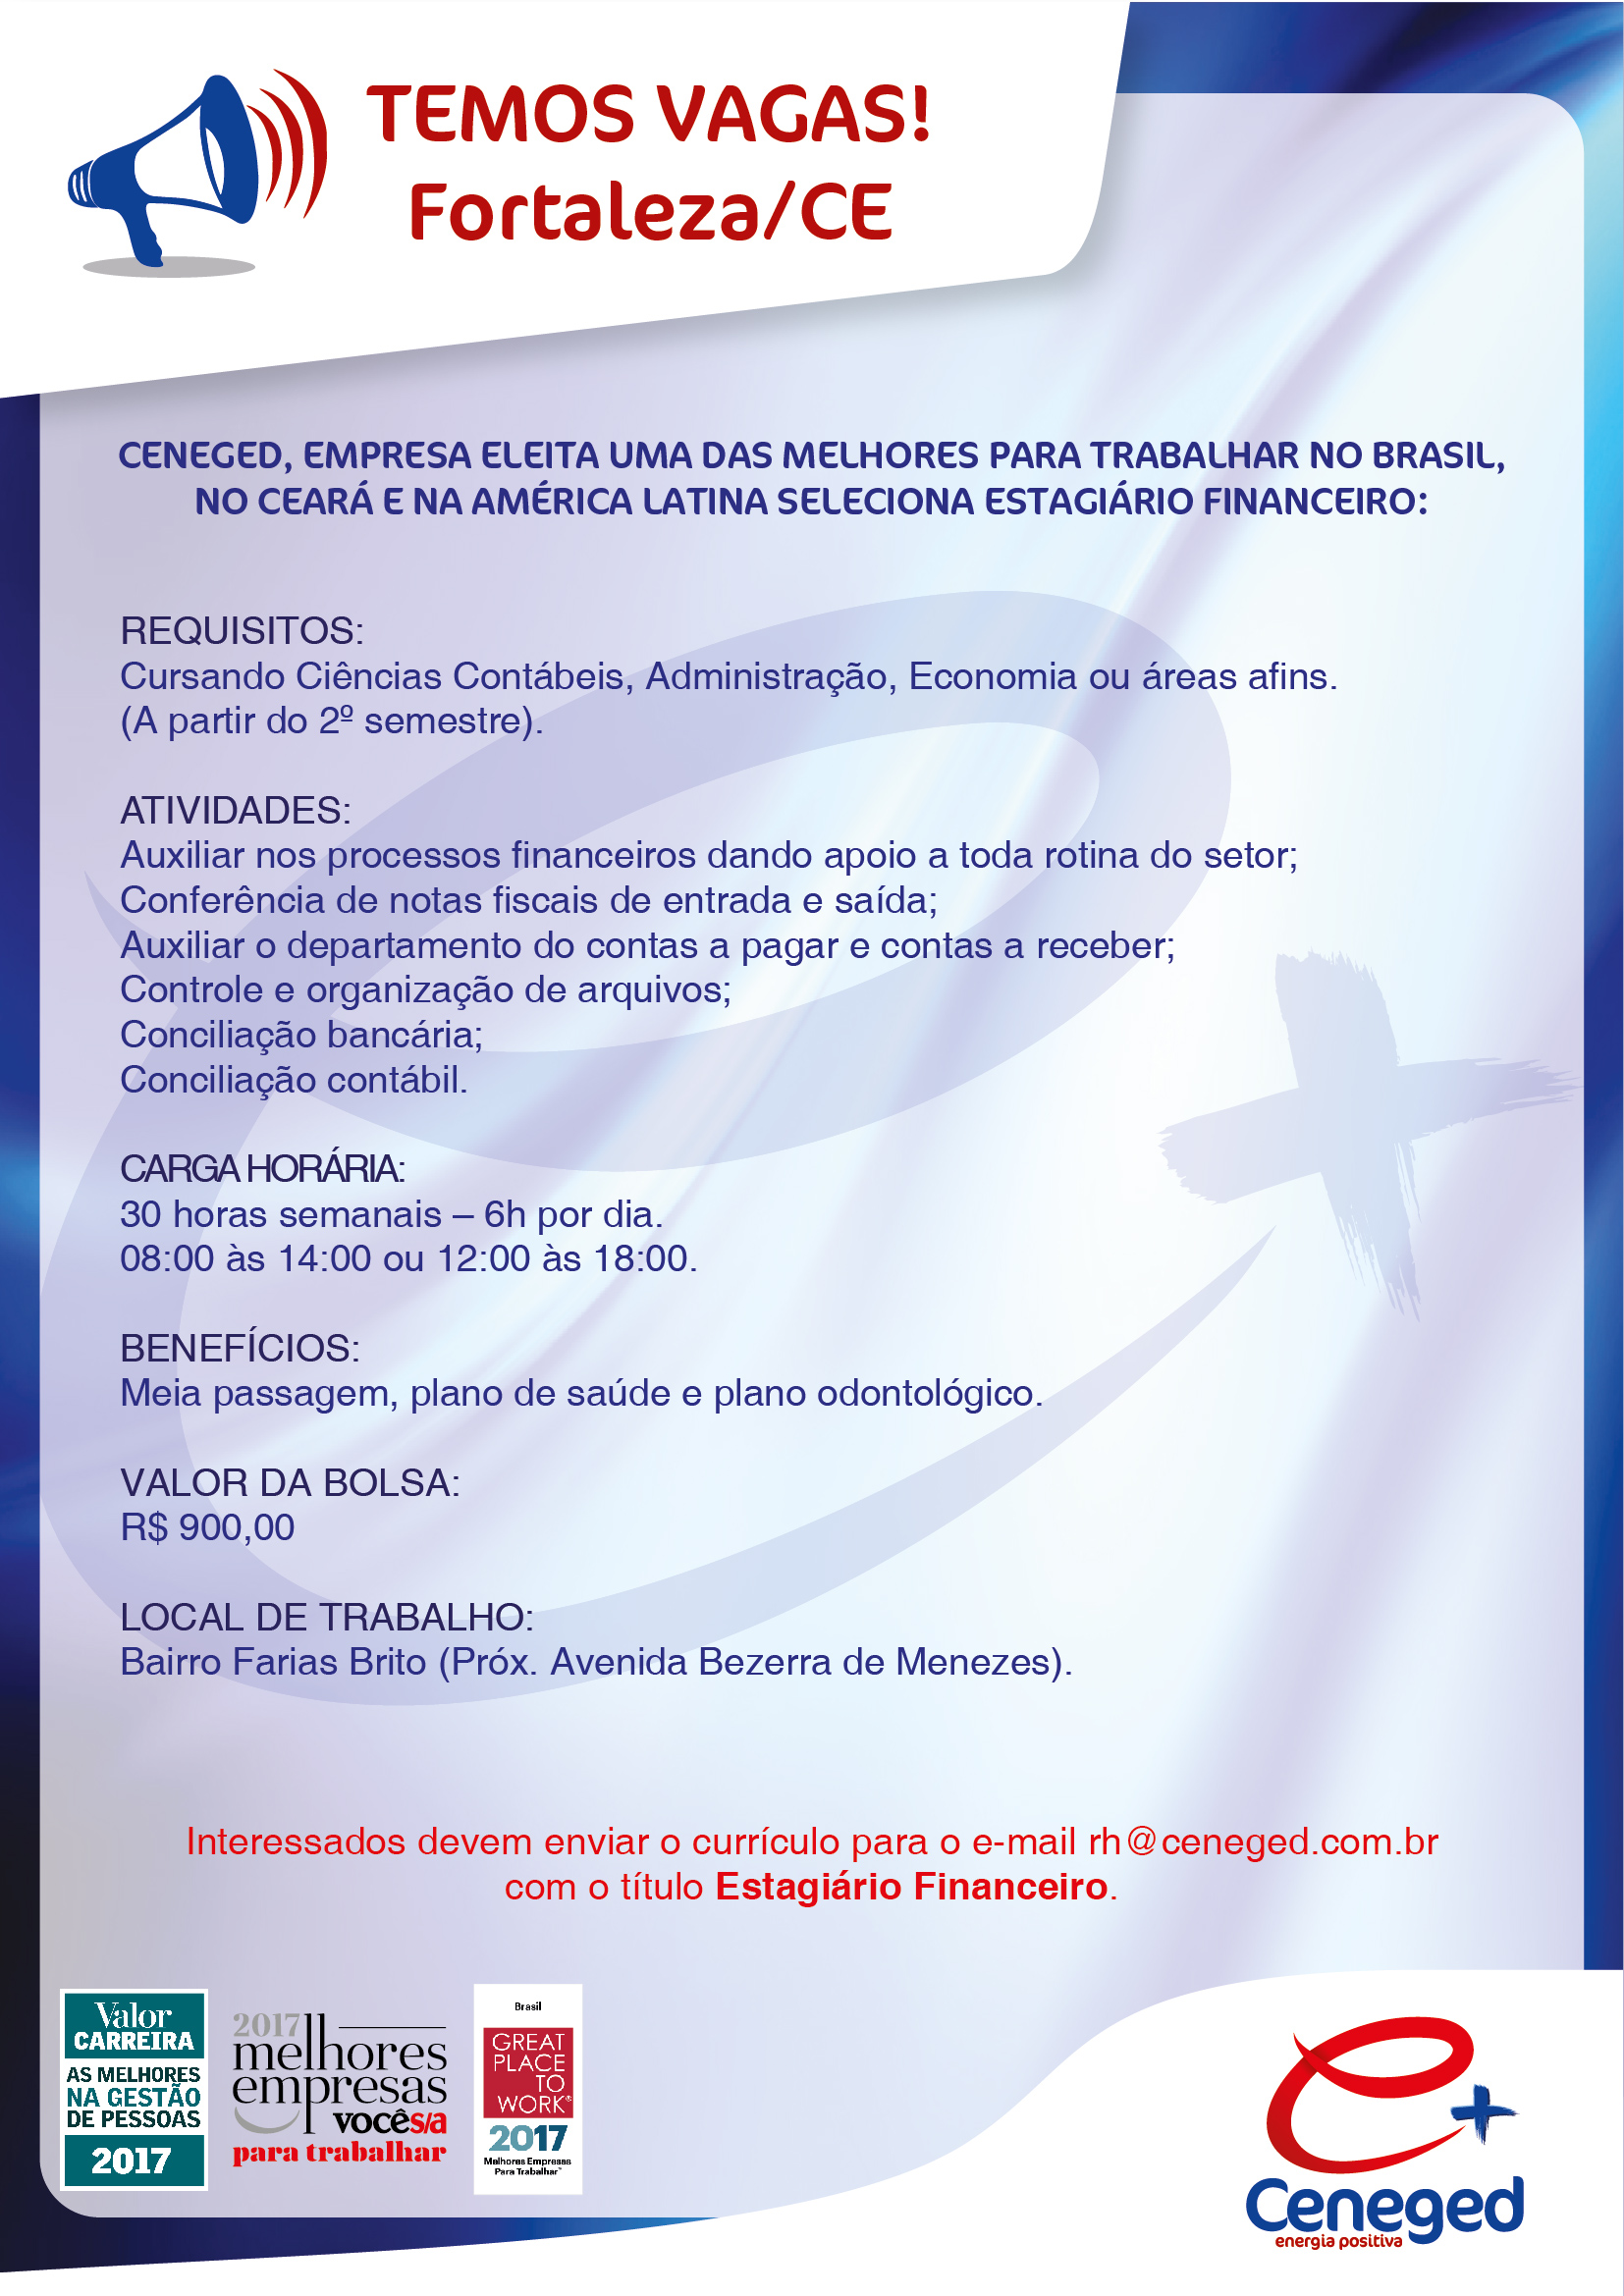 TEMOS VAGAS!
Fortaleza/CE
CENEGED, EMPRESA ELEITA UMA DAS MELHORES PARA TRABALHAR NO BRASIL,
NO CEARÁ E NA AMÉRICA LATINA SELECIONA ESTAGIÁRIO FINANCEIRO:
REQUISITOS:
Cursando Ciências Contábeis, Administração, Economia ou áreas afins.
(A partir do 2º semestre).
ATIVIDADES:
Auxiliar nos processos financeiros dando apoio a toda rotina do setor;
Conferência de notas fiscais de entrada e saída;
Auxiliar o departamento do contas a pagar e contas a receber;
Controle e organização de arquivos;
Conciliação bancária;
Conciliação contábil.
CARGA HORÁRIA:
30 horas semanais – 6h por dia.
08:00 às 14:00 ou 12:00 às 18:00.
BENEFÍCIOS:
Meia passagem, plano de saúde e plano odontológico.
VALOR DA BOLSA:
R$ 900,00
LOCAL DE TRABALHO:
Bairro Farias Brito (Próx. Avenida Bezerra de Menezes).
Interessados devem enviar o currículo para o e-mail rh@ceneged.com.br
com o título Estagiário Financeiro.
Valor
CARREIRA
AS MELHORES
NA GESTÃO
DE PESSOAS
2017
2017
melhores
empresas
você s/a
para trabalhar
Brasil
GREAT
PLACE
TO
WORK®
2017
Melhores Empresas
Para Trabalhar™
Ceneged
energia positiva